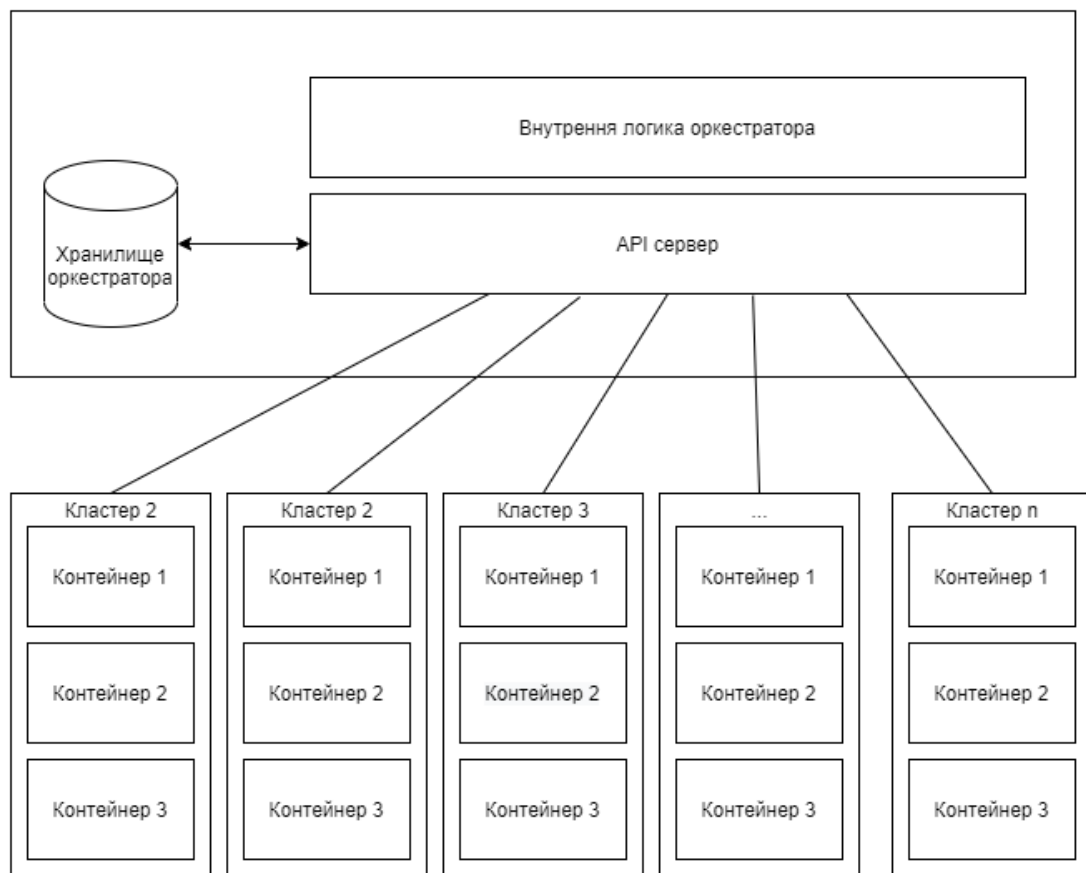 Внутрення логика оркестратора
Хранилище
оркестратора
API сервер
Кластер 2
Контейнер 1
Контейнер 2
Контейнер 3
Кластер 2
Контейнер 1
Контейнер 2
Контейнер 3
Кластер 3
Контейнер 1
Контейнер 2
Контейнер 3
...
Контейнер 1
Контейнер 2
Контейнер 3
Кластер n
Контейнер 1
Контейнер 2
Контейнер 3